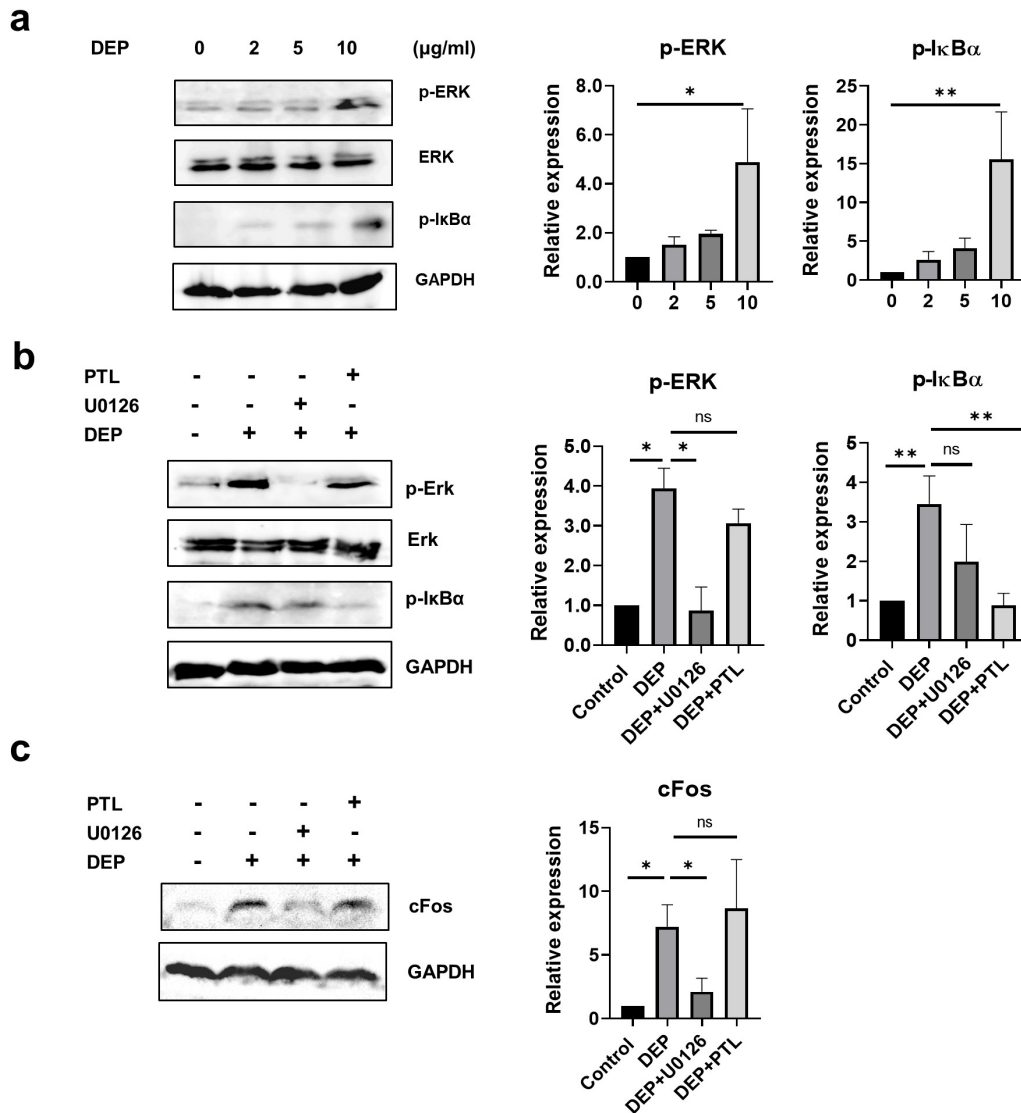 a
DEP 0 2 5 10 (μg/ml)
p-ERK
ERK
p-IκBα
GAPDH
p-ERK
Relative expression
8.0
6.0
4.0
2.0
0.0
*
0 2 5 10
p-IκBα
Relative expression
25
20
15
10
5
0
**
0 2 5 10
b
PTL - - - +
U0126 - - + -
DEP - + + +
p-Erk
Erk
p-IκBα
GAPDH
p-ERK
Relative expression
5.0
4.0
3.0
2.0
1.0
0.0
ns
* *
Control DEP DEP+U0126 DEP+PTL
p-IκBα
Relative expression
5
4
3
2
1
0
**
** ns
Control DEP DEP+U0126 DEP+PTL
c
PTL - - - +
U0126 - - + -
DEP - + + +
cFos
GAPDH
cFos
Relative expression
15
10
5
0
ns
* *
Control DEP DEP+U0126 DEP+PTL